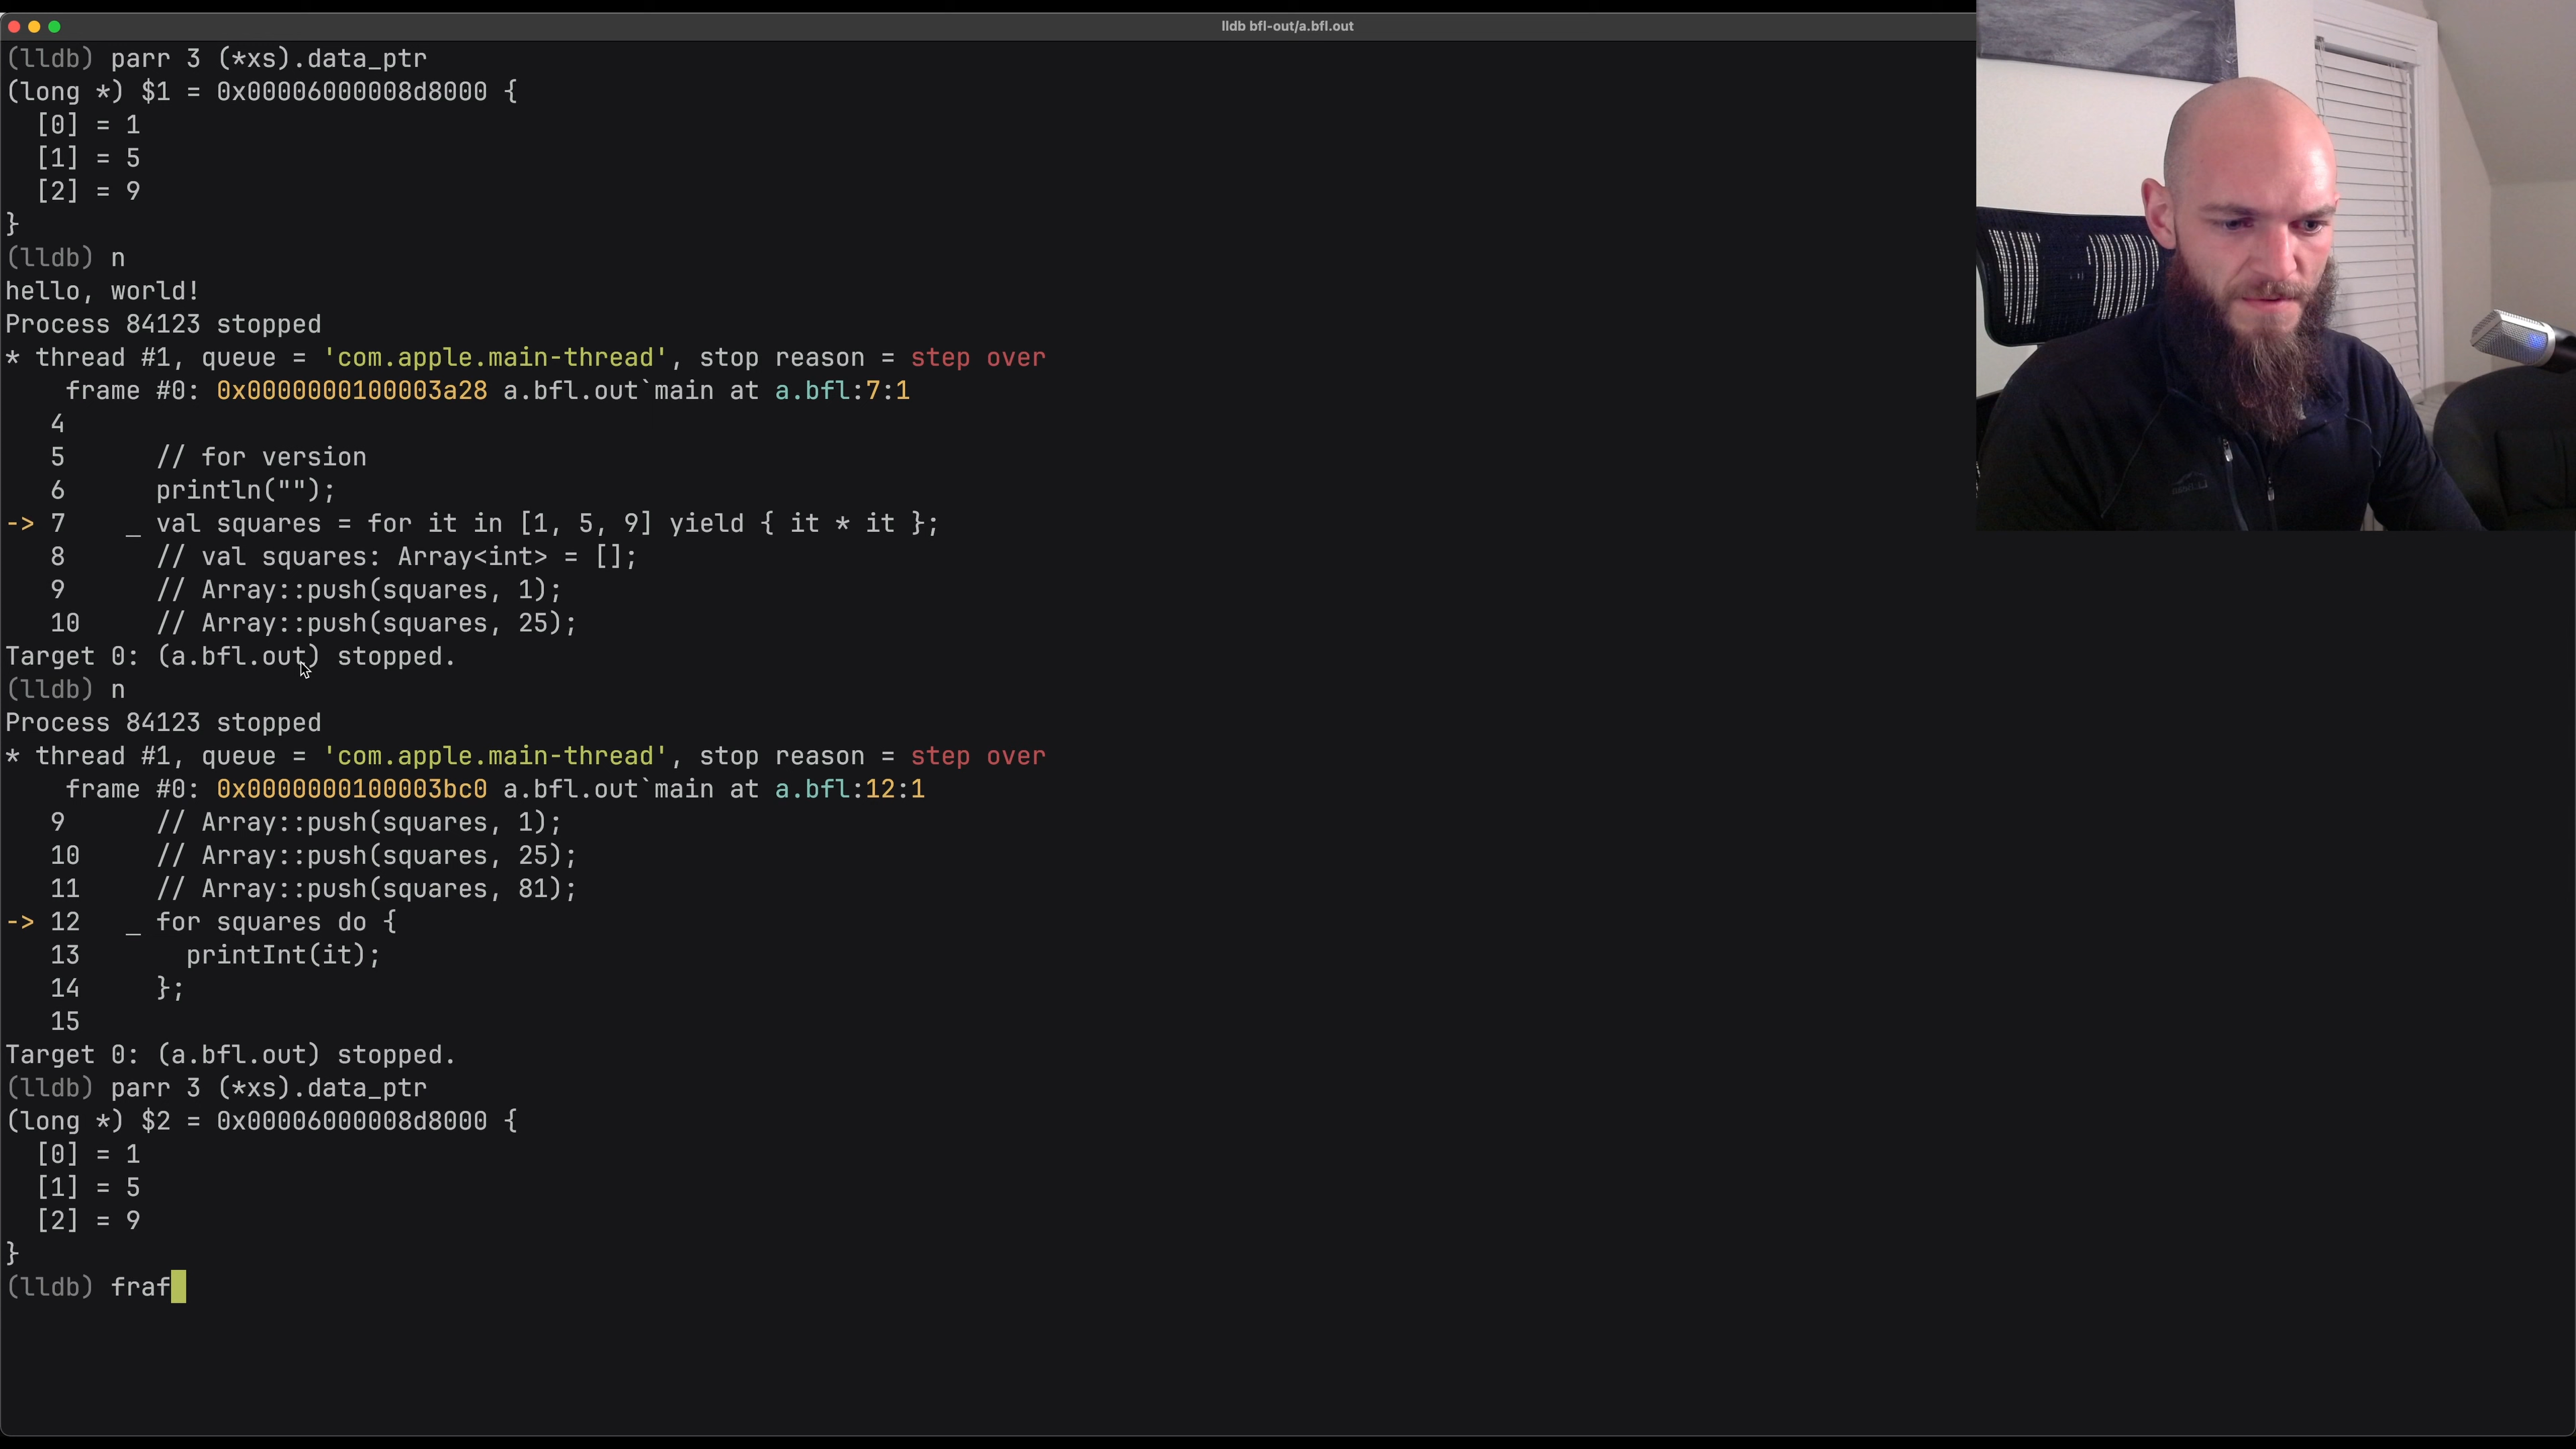 lldb bfl-out/a.bfl.out
(lldb) parr 3 (*xs).data_ptr
(long *) $1 = 0x00006000008d8000 {
  [0] = 1
  [1] = 5
  [2] = 9
}
(lldb) n
hello, world!
Process 84123 stopped
* thread #1, queue = 'com.apple.main-thread', stop reason = step over
    frame #0: 0x0000000100003a28 a.bfl.out`main at a.bfl:7:1
   4
   5      // for version
   6      println("");
-> 7    _ val squares = for it in [1, 5, 9] yield { it * it };
   8      // val squares: Array<int> = [];
   9      // Array::push(squares, 1);
   10     // Array::push(squares, 25);
Target 0: (a.bfl.out) stopped.
(lldb) n
Process 84123 stopped
* thread #1, queue = 'com.apple.main-thread', stop reason = step over
    frame #0: 0x0000000100003bc0 a.bfl.out`main at a.bfl:12:1
   9      // Array::push(squares, 1);
   10     // Array::push(squares, 25);
   11     // Array::push(squares, 81);
-> 12   _ for squares do {
   13       printInt(it);
   14     };
   15
Target 0: (a.bfl.out) stopped.
(lldb) parr 3 (*xs).data_ptr
(long *) $2 = 0x00006000008d8000 {
  [0] = 1
  [1] = 5
  [2] = 9
}
(lldb) fraf